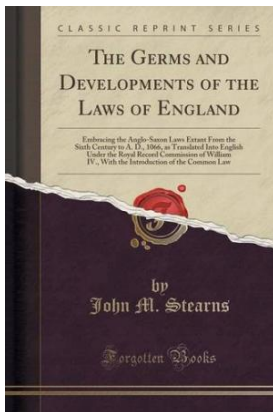 CLASSIC REPRINT SERIES
THE GERMS AND
DEVELOPMENTS OF THE
LAWS OF ENGLAND
Embracing the Anglo-Saxon Laws Extant From the
Sixth Century to A. D., 1066, as Translated Into English
Under the Royal Record Commission of William
IV., With the Introduction of the Common Law
by
John M. Stearns
Forgotten Books